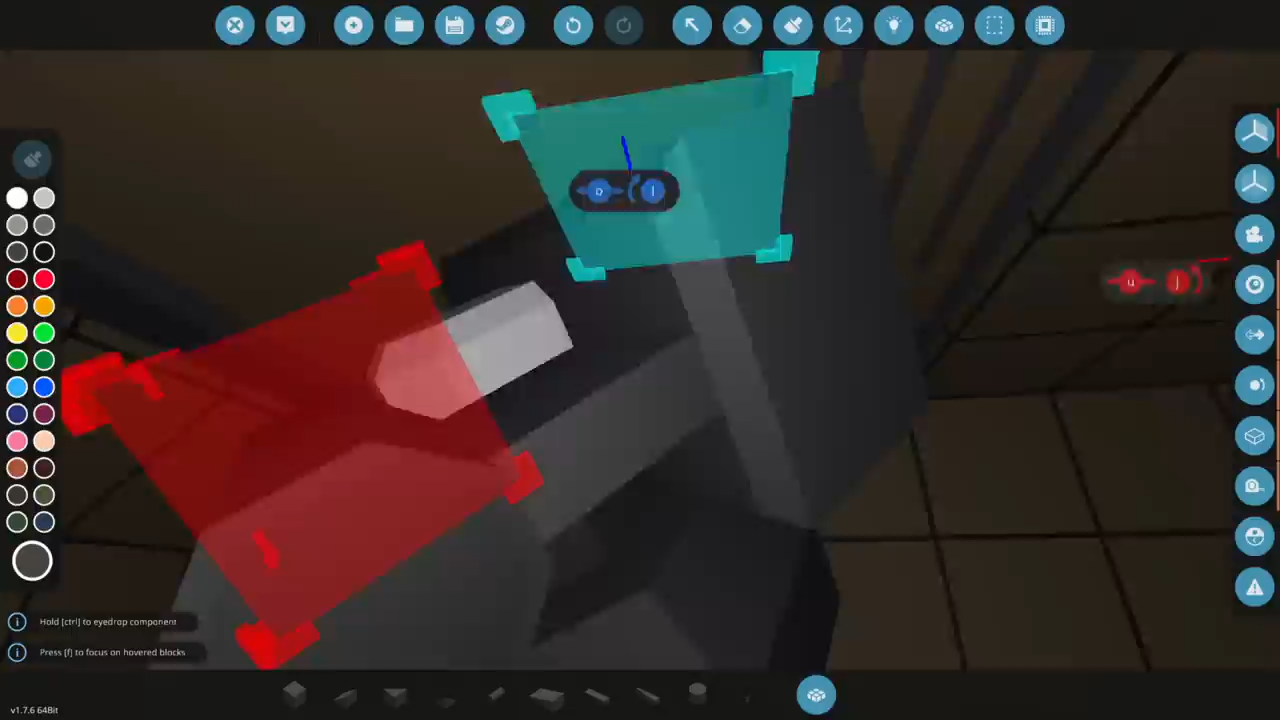 u
j
Hold [ctrl] to eyedrop component
Press [f] to focus on hovered blocks
v1.7.6 64Bit